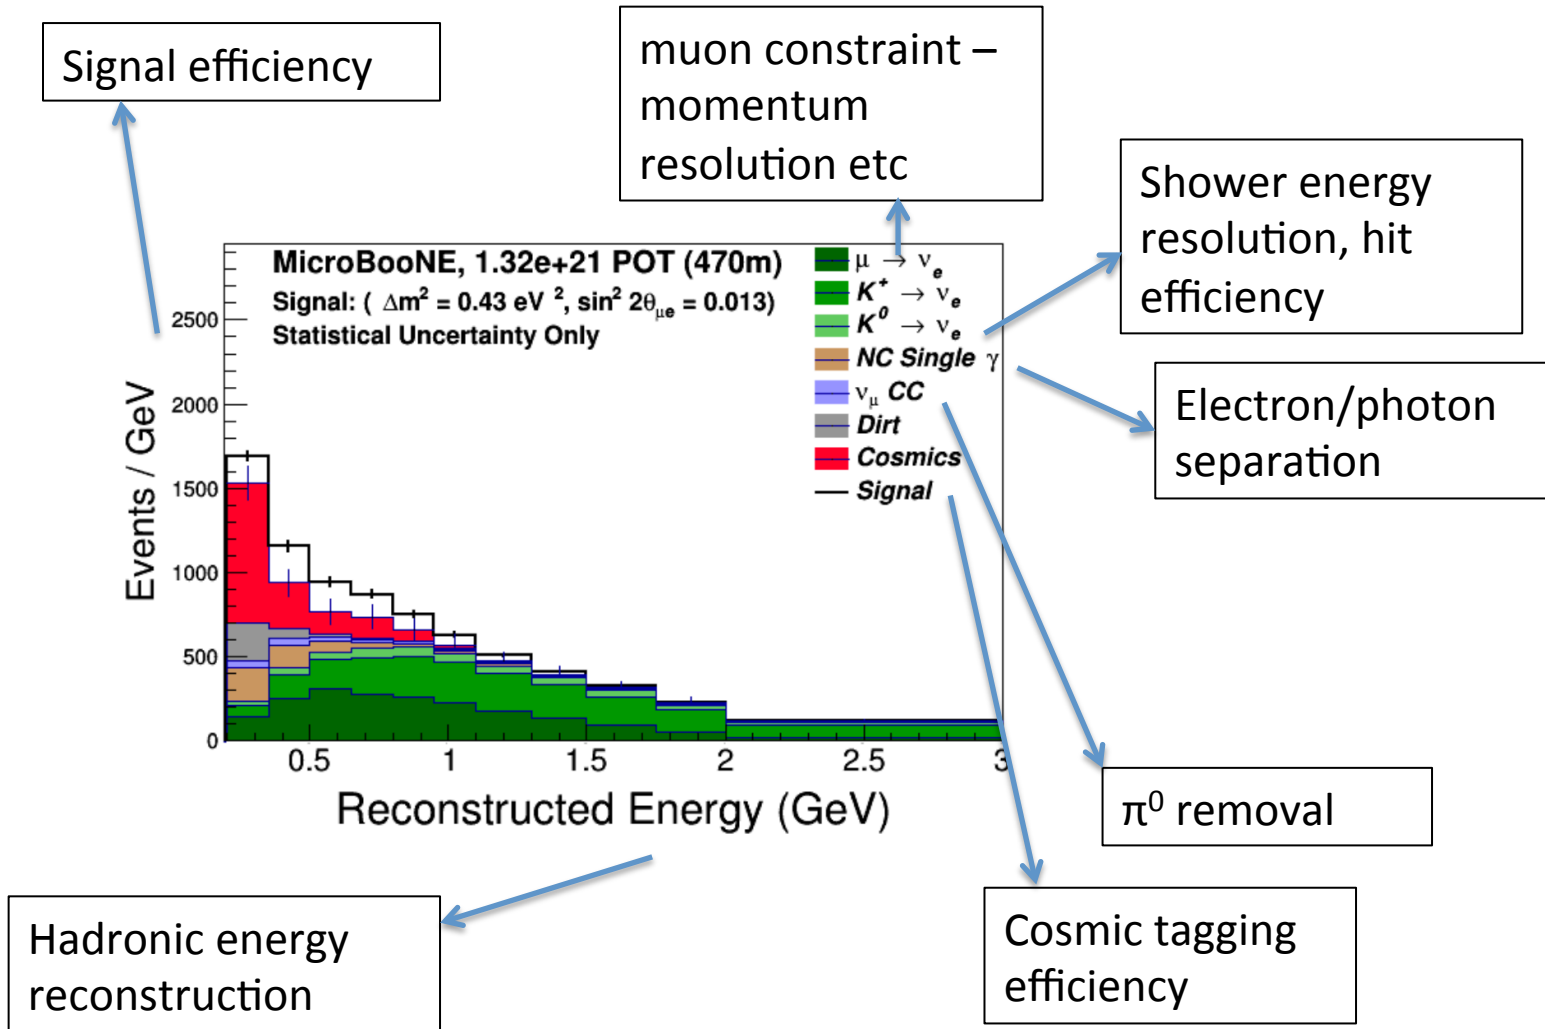 Signal efficiency
muon constraint –
momentum
resolution etc
Shower energy
resolution, hit
efficiency
Electron/photon
separation
MicroBooNE, 1.32e+21 POT (470m)
Signal: ( Δm² = 0.43 eV ², sin² 2θμe = 0.013)
Statistical Uncertainty Only
μ → νe
K⁺ → νe
K⁰ → νe
NC Single γ
νμ CC
Dirt
Cosmics
Signal
Events / GeV
2500
2000
1500
1000
500
0
0.5 1 1.5 2 2.5 3
Reconstructed Energy (GeV)
π⁰ removal
Cosmic tagging
efficiency
Hadronic energy
reconstruction